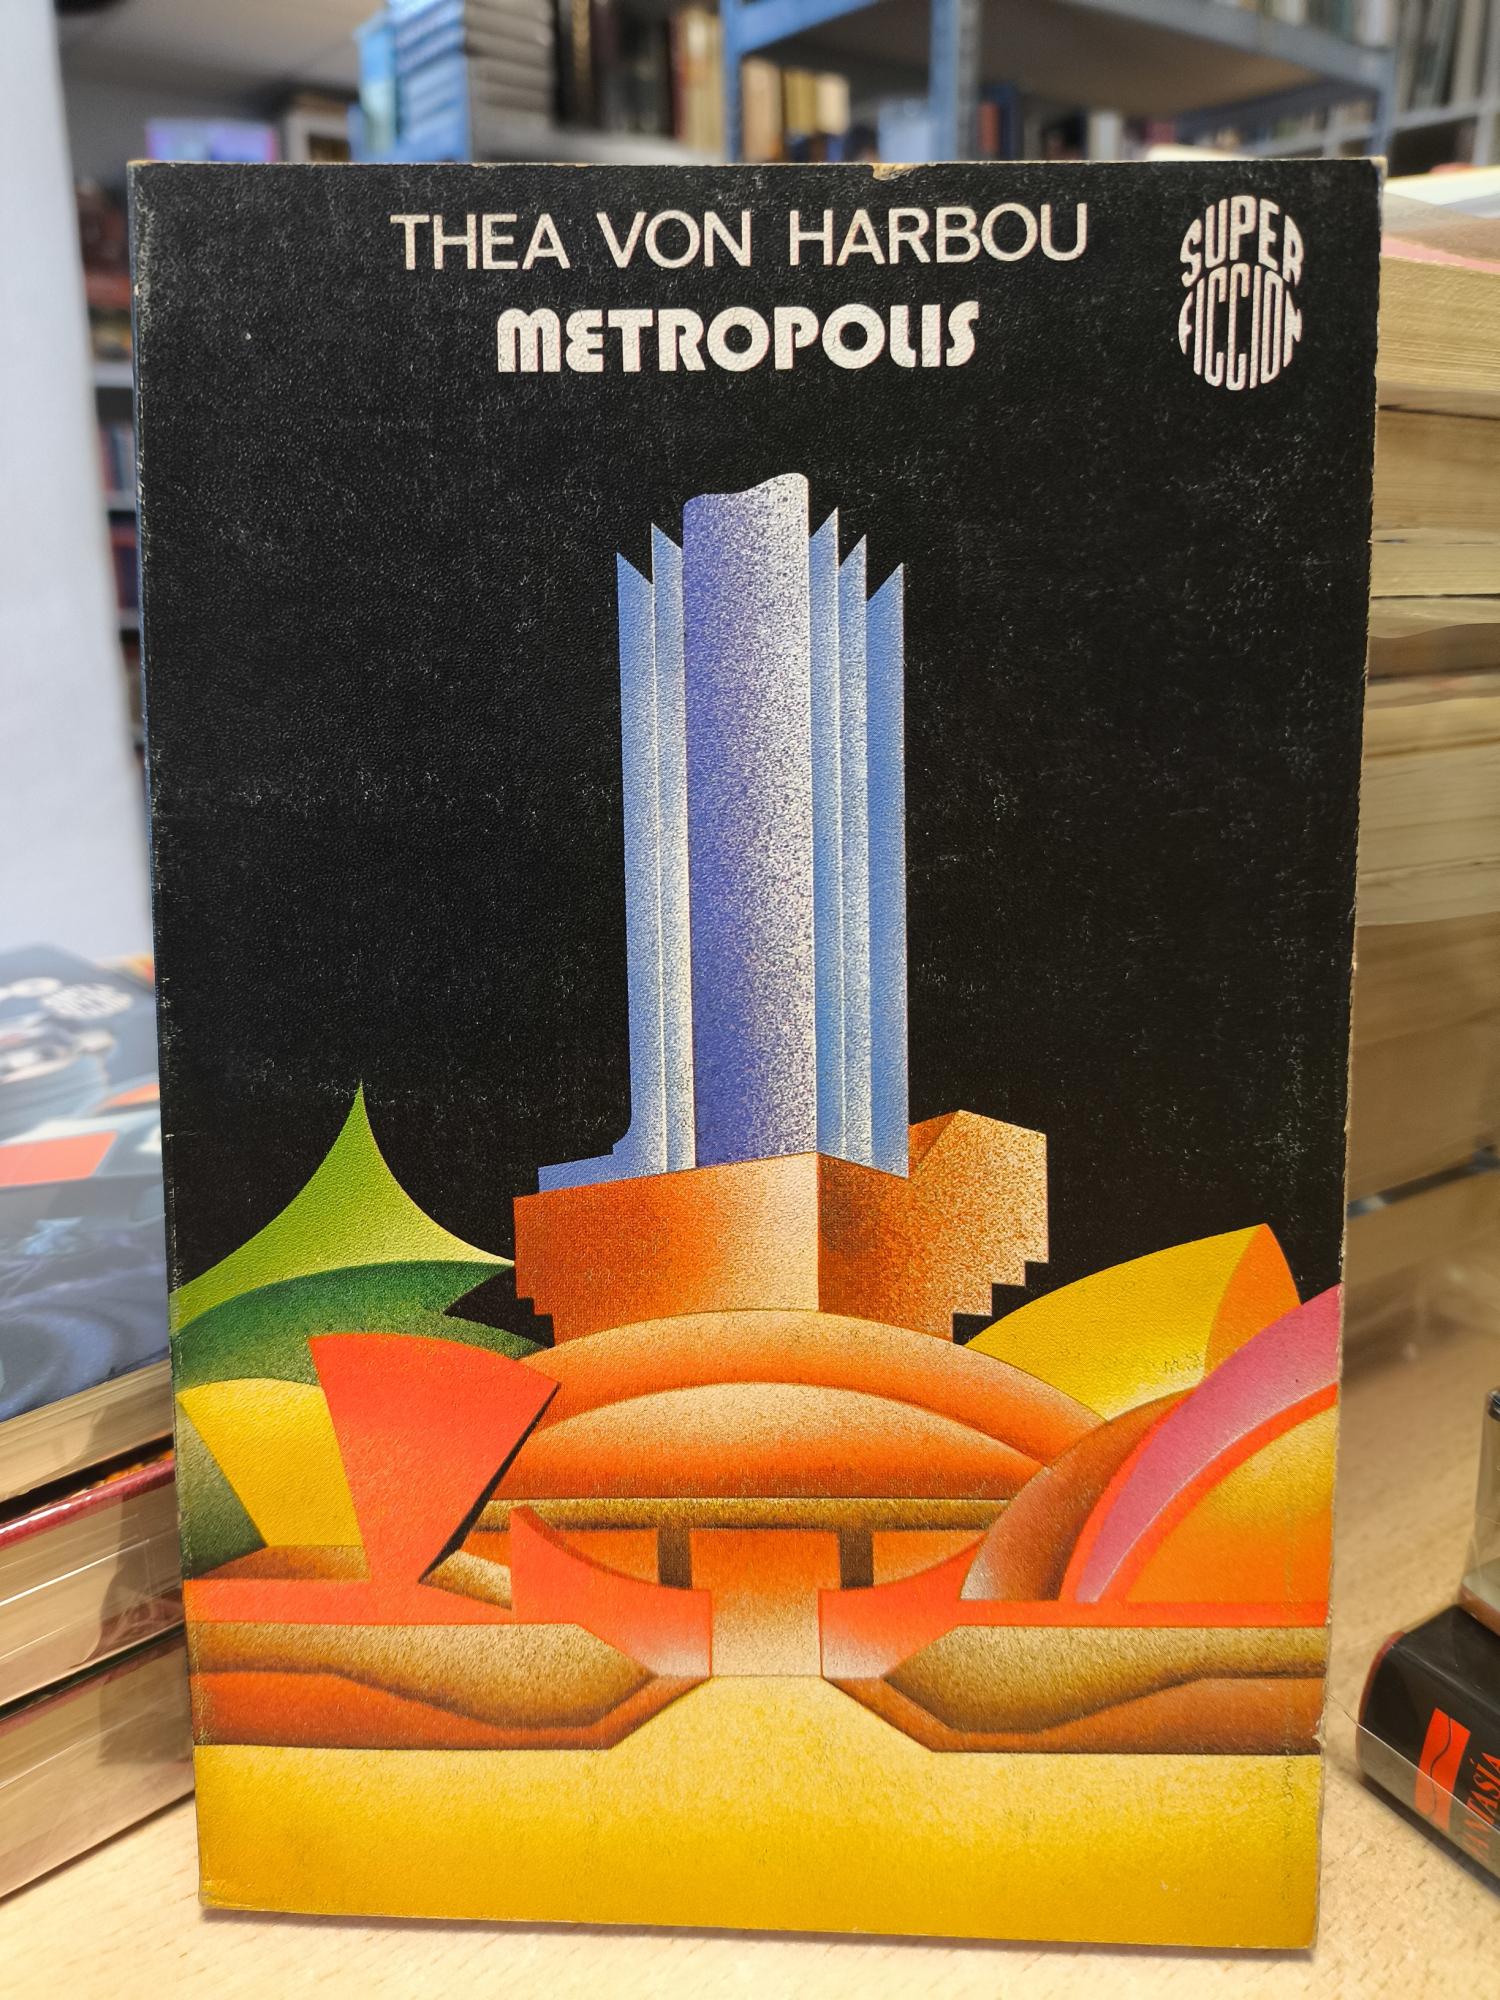 THEA VON HARBOU
METROPOLIS
SUPER
FICCION